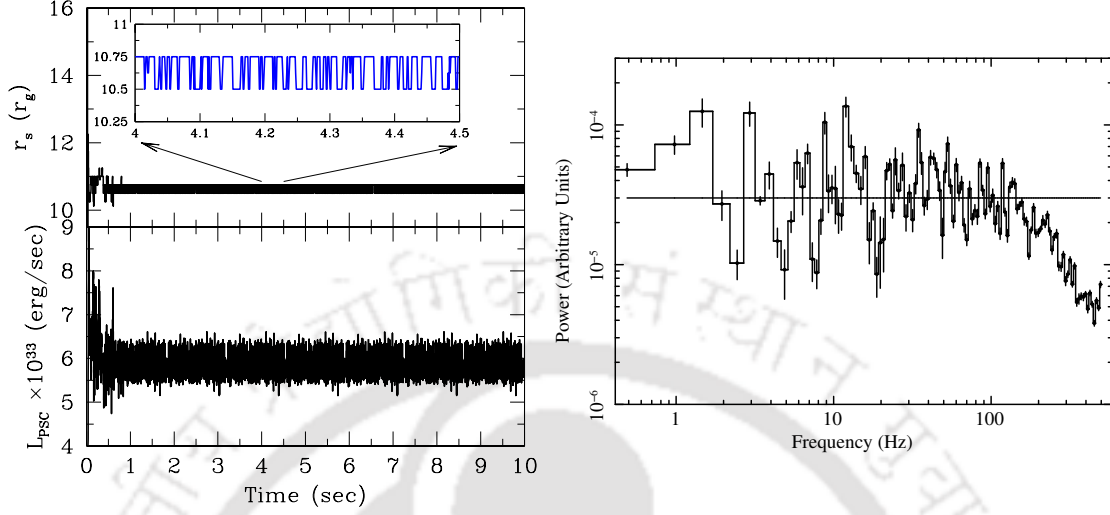 16
14
12
10
r_s (r_g)
11
10.75
10.5
10.25
4 4.1 4.2 4.3 4.4 4.5
9
8
7
6
5
4
L_PSC ×10^33 (erg/sec)
0 1 2 3 4 5 6 7 8 9 10
Time (sec)
10^-4
10^-5
10^-6
Power (Arbitrary Units)
1 10 100
Frequency (Hz)